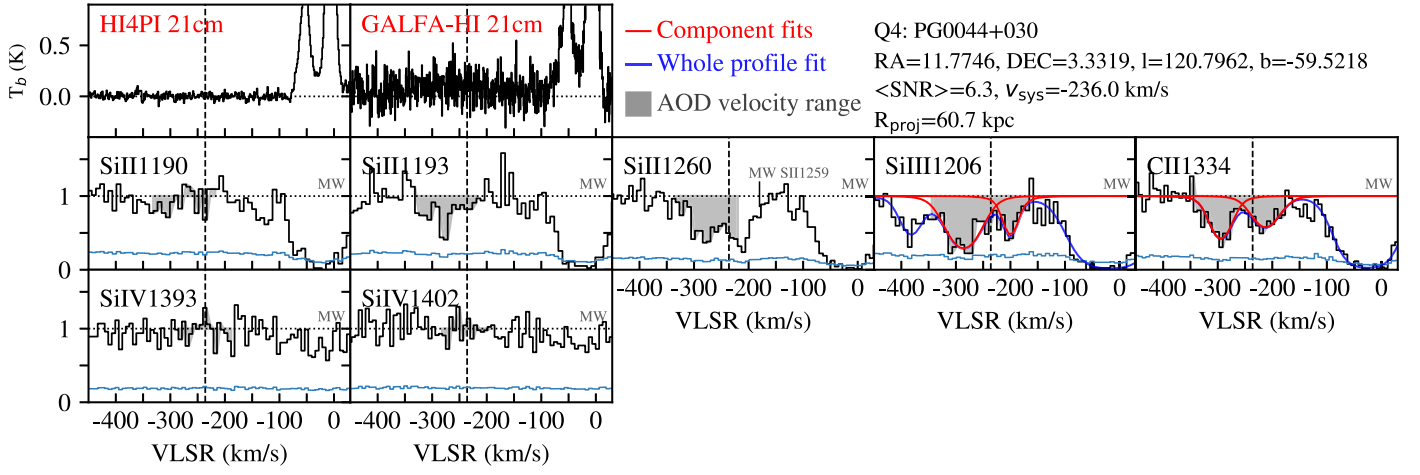 HI4PI 21cm
GALFA-HI 21cm
Component fits
Whole profile fit
AOD velocity range
Q4: PG0044+030
RA=11.7746, DEC=3.3319, l=120.7962, b=-59.5218
<SNR>=6.3, vsys=-236.0 km/s
Rproj=60.7 kpc
Tb (K)
0.5
0.0
SiII1190
MW
SiII1193
MW
SiII1260
MW SII1259
MW
SiIII1206
MW
CII1334
MW
1
0
-400 -300 -200 -100 0
VLSR (km/s)
-400 -300 -200 -100 0
VLSR (km/s)
-400 -300 -200 -100 0
VLSR (km/s)
SiIV1393
MW
SiIV1402
MW
1
0
-400 -300 -200 -100 0
VLSR (km/s)
-400 -300 -200 -100 0
VLSR (km/s)